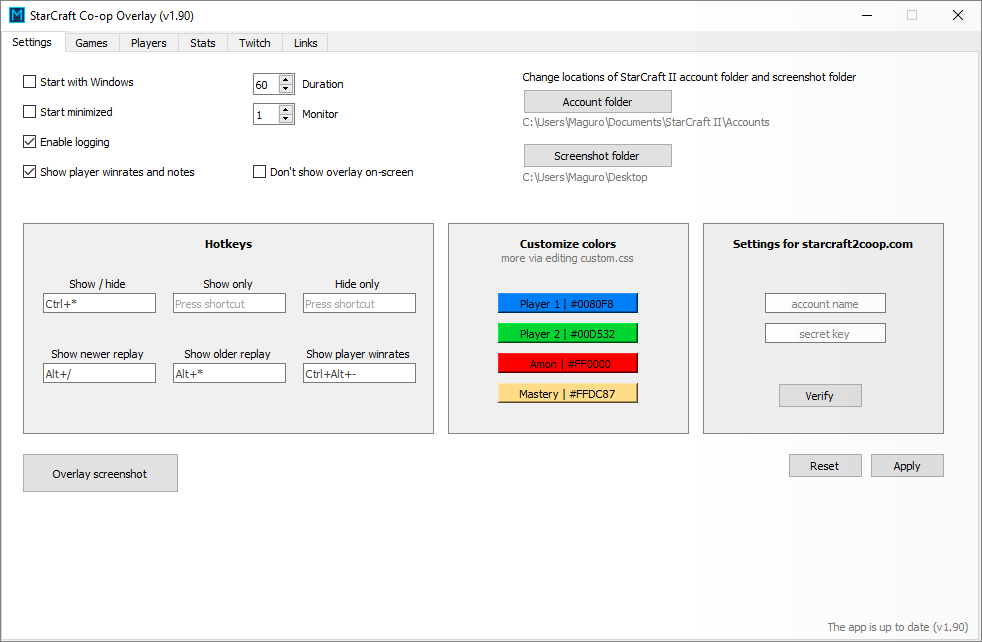 StarCraft Co-op Overlay (v1.90)
Settings Games Players Stats Twitch Links
Start with Windows
60 Duration
Start minimized
1 Monitor
Enable logging
Show player winrates and notes
Don't show overlay on-screen
Change locations of StarCraft II account folder and screenshot folder
Account folder
C:\Users\Maguro\Documents\StarCraft II\Accounts
Screenshot folder
C:\Users\Maguro\Desktop
Hotkeys
Show / hide Show only Hide only
Ctrl+* Press shortcut Press shortcut
Show newer replay Show older replay Show player winrates
Alt+/ Alt+* Ctrl+Alt+-
Customize colors
more via editing custom.css
Player 1 | #0080F8
Player 2 | #00D532
Amon | #FF0000
Mastery | #FFDC87
Settings for starcraft2coop.com
account name
secret key
Verify
Overlay screenshot
Reset Apply
The app is up to date (v1.90)